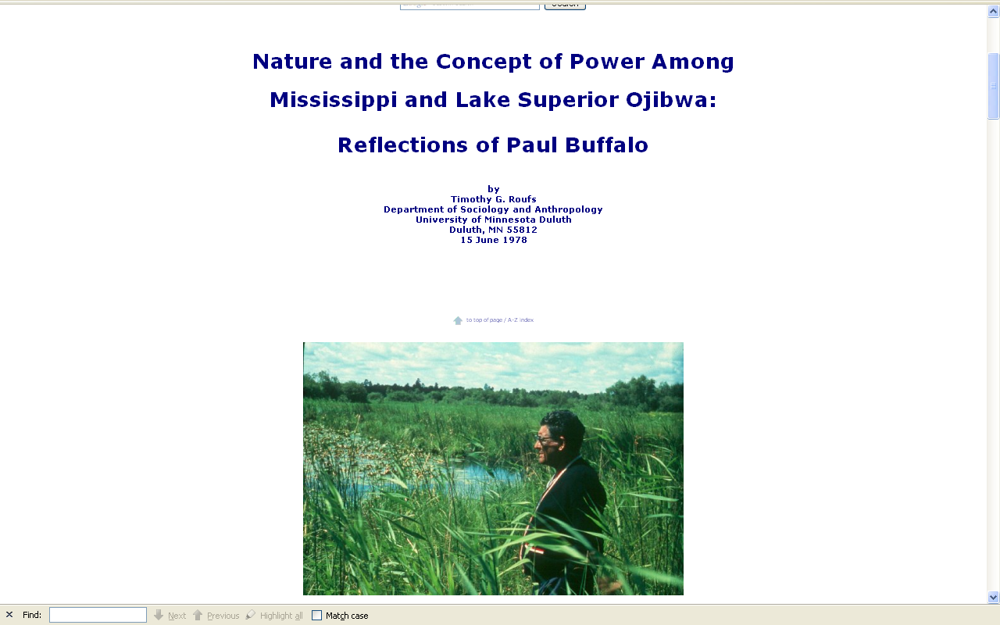 Search
Nature and the Concept of Power Among
Mississippi and Lake Superior Ojibwa:
Reflections of Paul Buffalo
by
Timothy G. Roufs
Department of Sociology and Anthropology
University of Minnesota Duluth
Duluth, MN 55812
15 June 1978
to top of page / A-Z index
Find: Next Previous Highlight all Match case